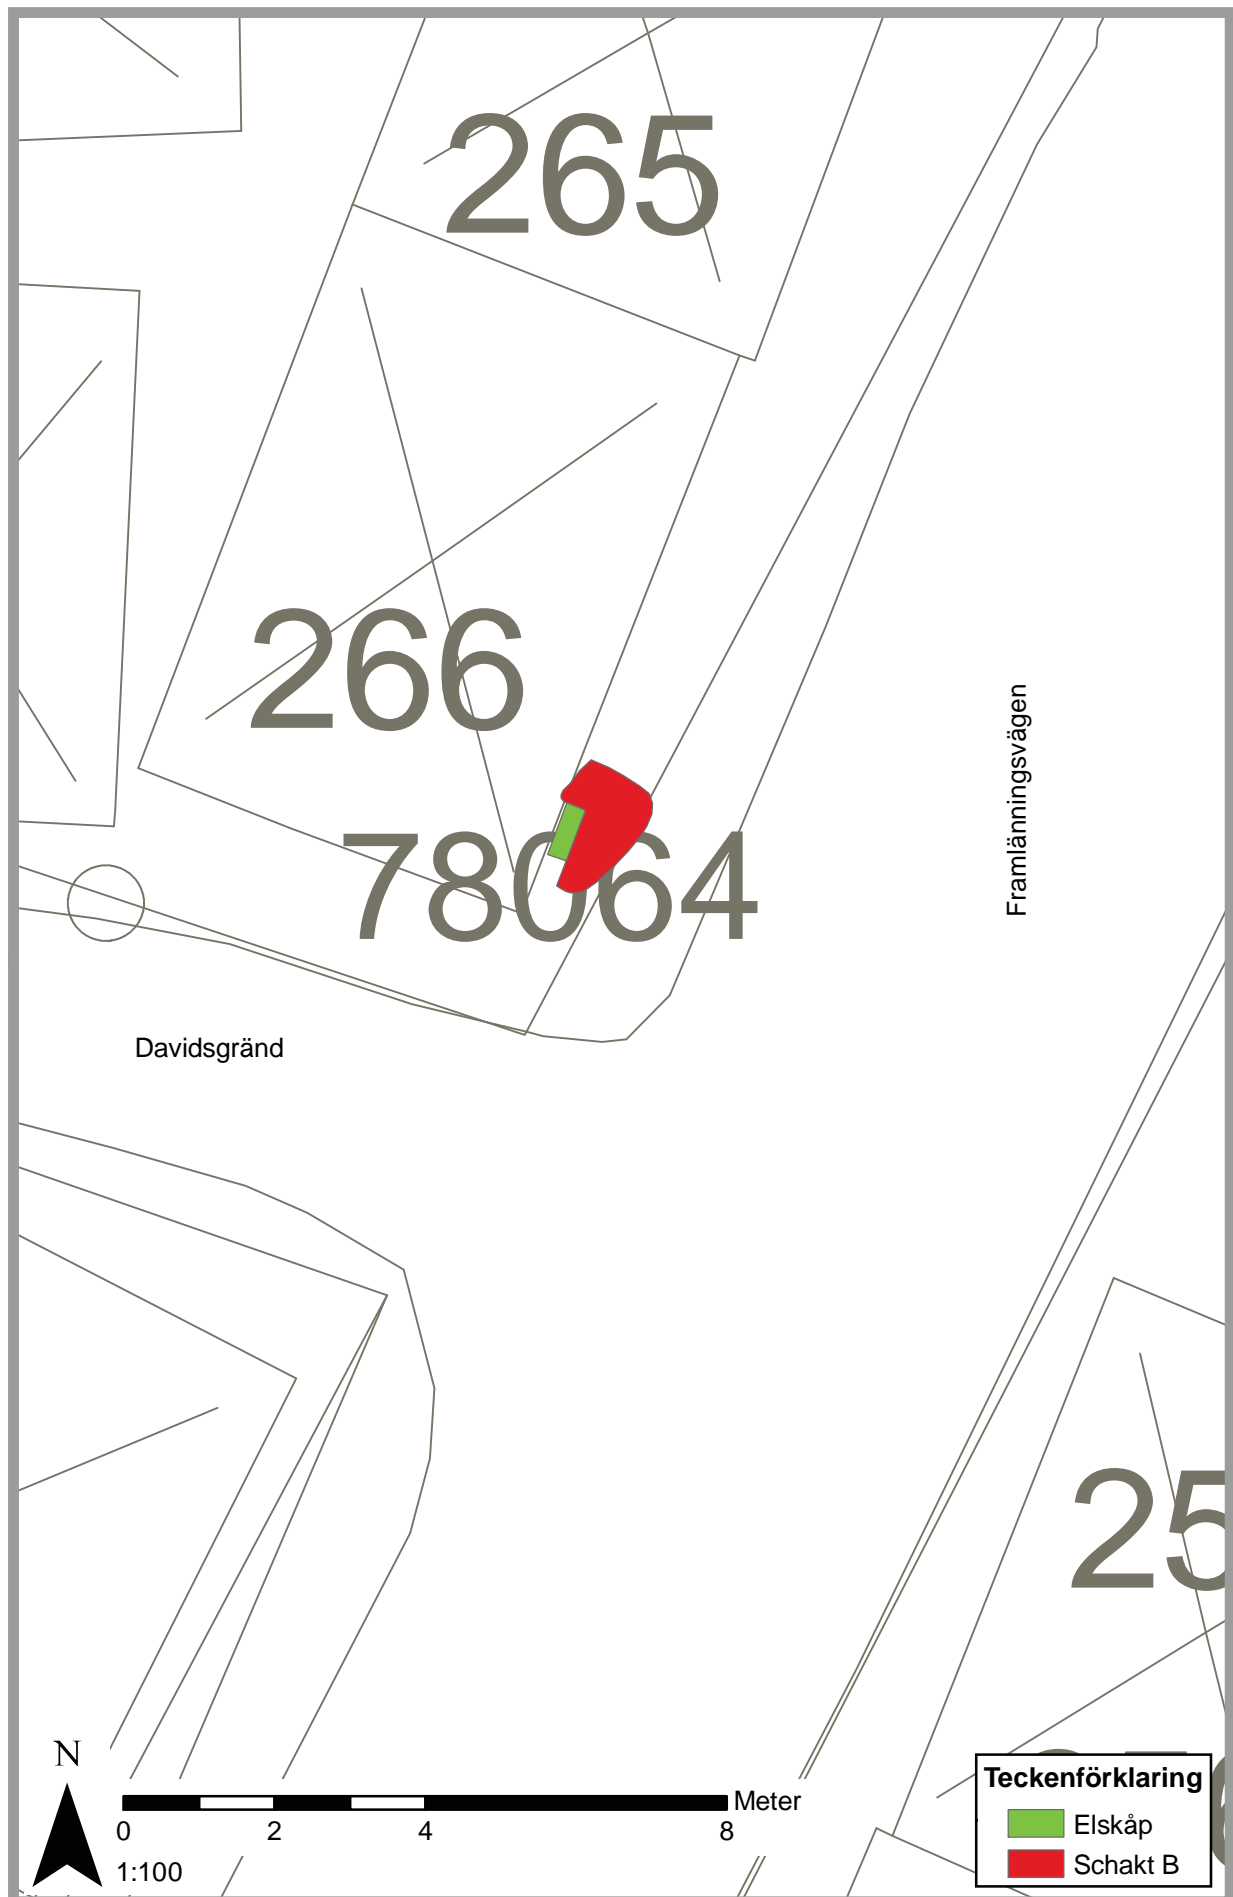 265
266
78064
Framlänningsvägen
Davidsgränd
25
N
Meter
0 2 4 8
1:100
Teckenförklaring
Elskåp
Schakt B